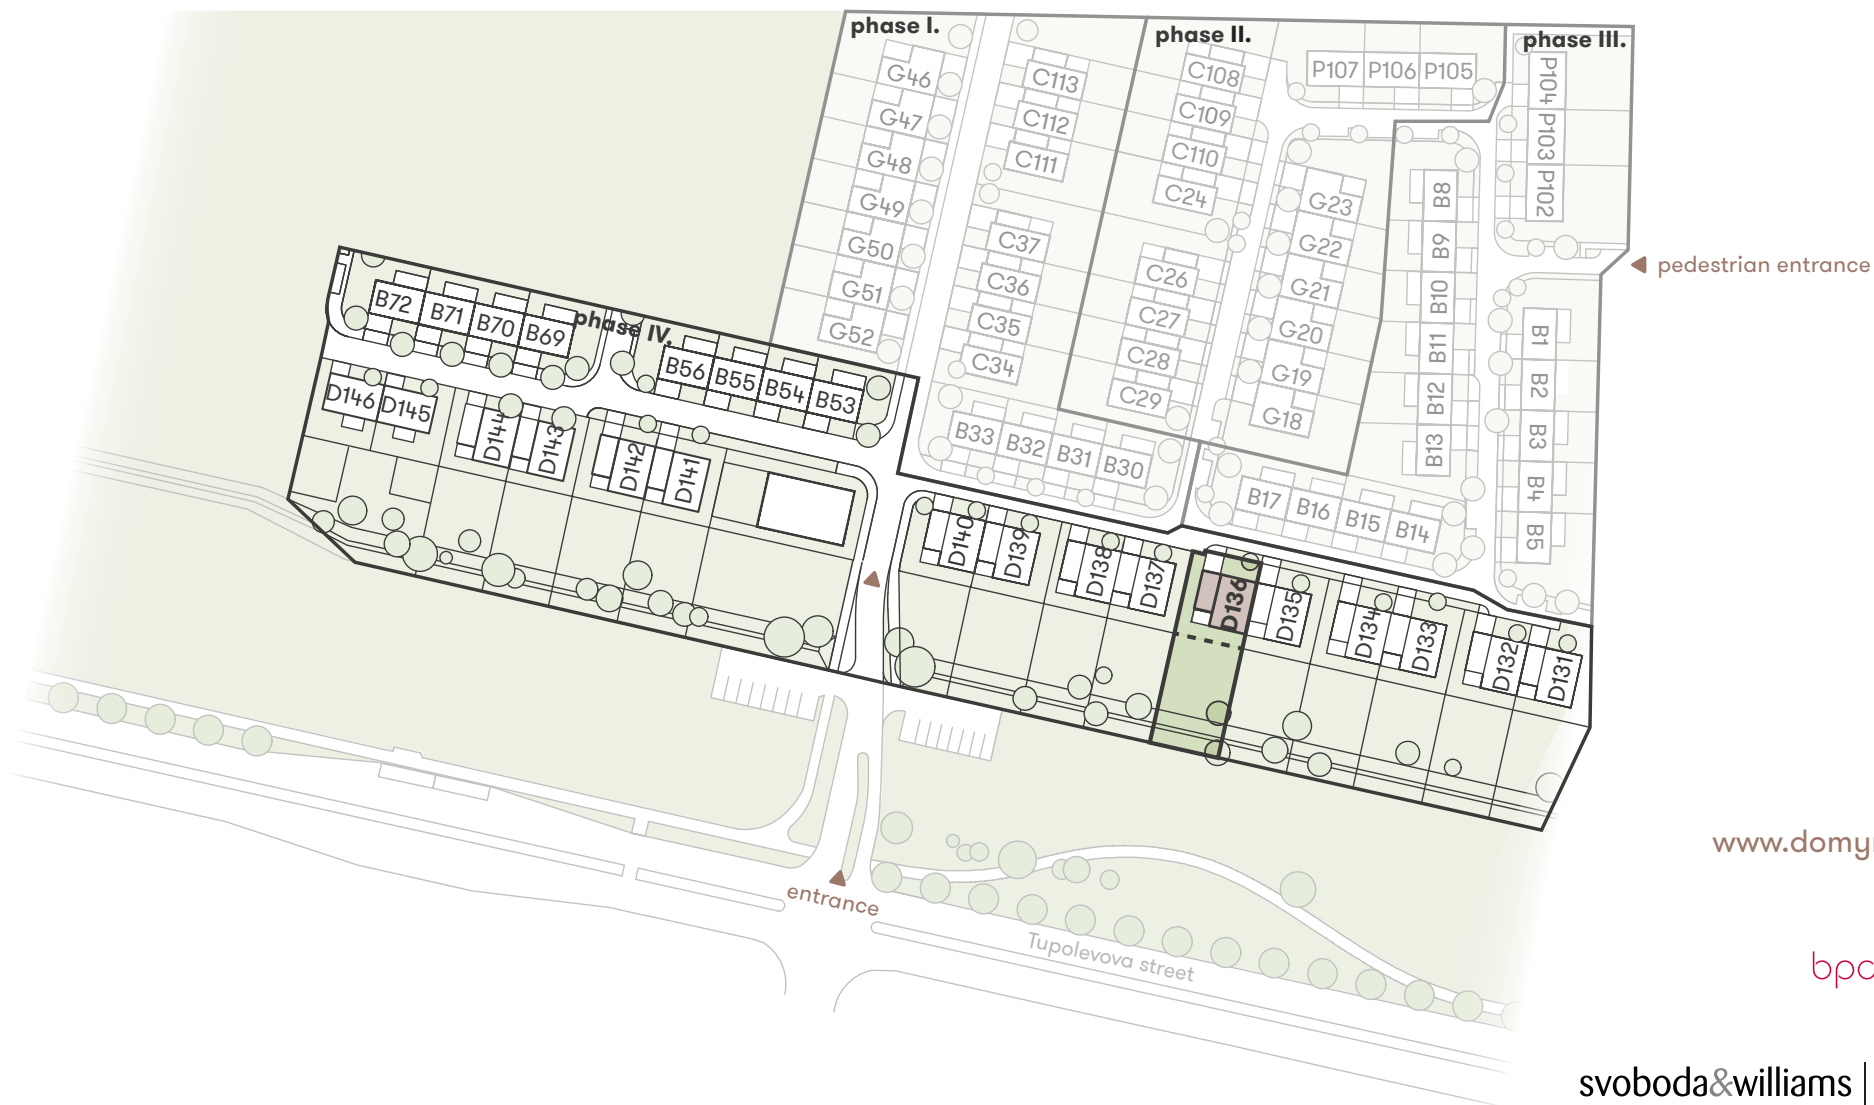 phase I.
phase II.
phase III.
G46
G47
G48
G49
G50
G51
G52
C113
C112
C111
C37
C36
C35
C34
B33
B32
B31
B30
C108
C109
C110
C24
C26
C27
C28
C29
P107
P106
P105
G23
G22
G21
G20
G19
G18
B17
B16
B15
B14
B8
B9
B10
B11
B12
B13
P104
P103
P102
B1
B2
B3
B4
B5
pedestrian entrance
phase IV.
B72
B71
B70
B69
B56
B55
B54
B53
D146
D145
D144
D143
D142
D141
D140
D139
D138
D137
D136
D135
D134
D133
D132
D131
entrance
Tupolevova street
svoboda&williams